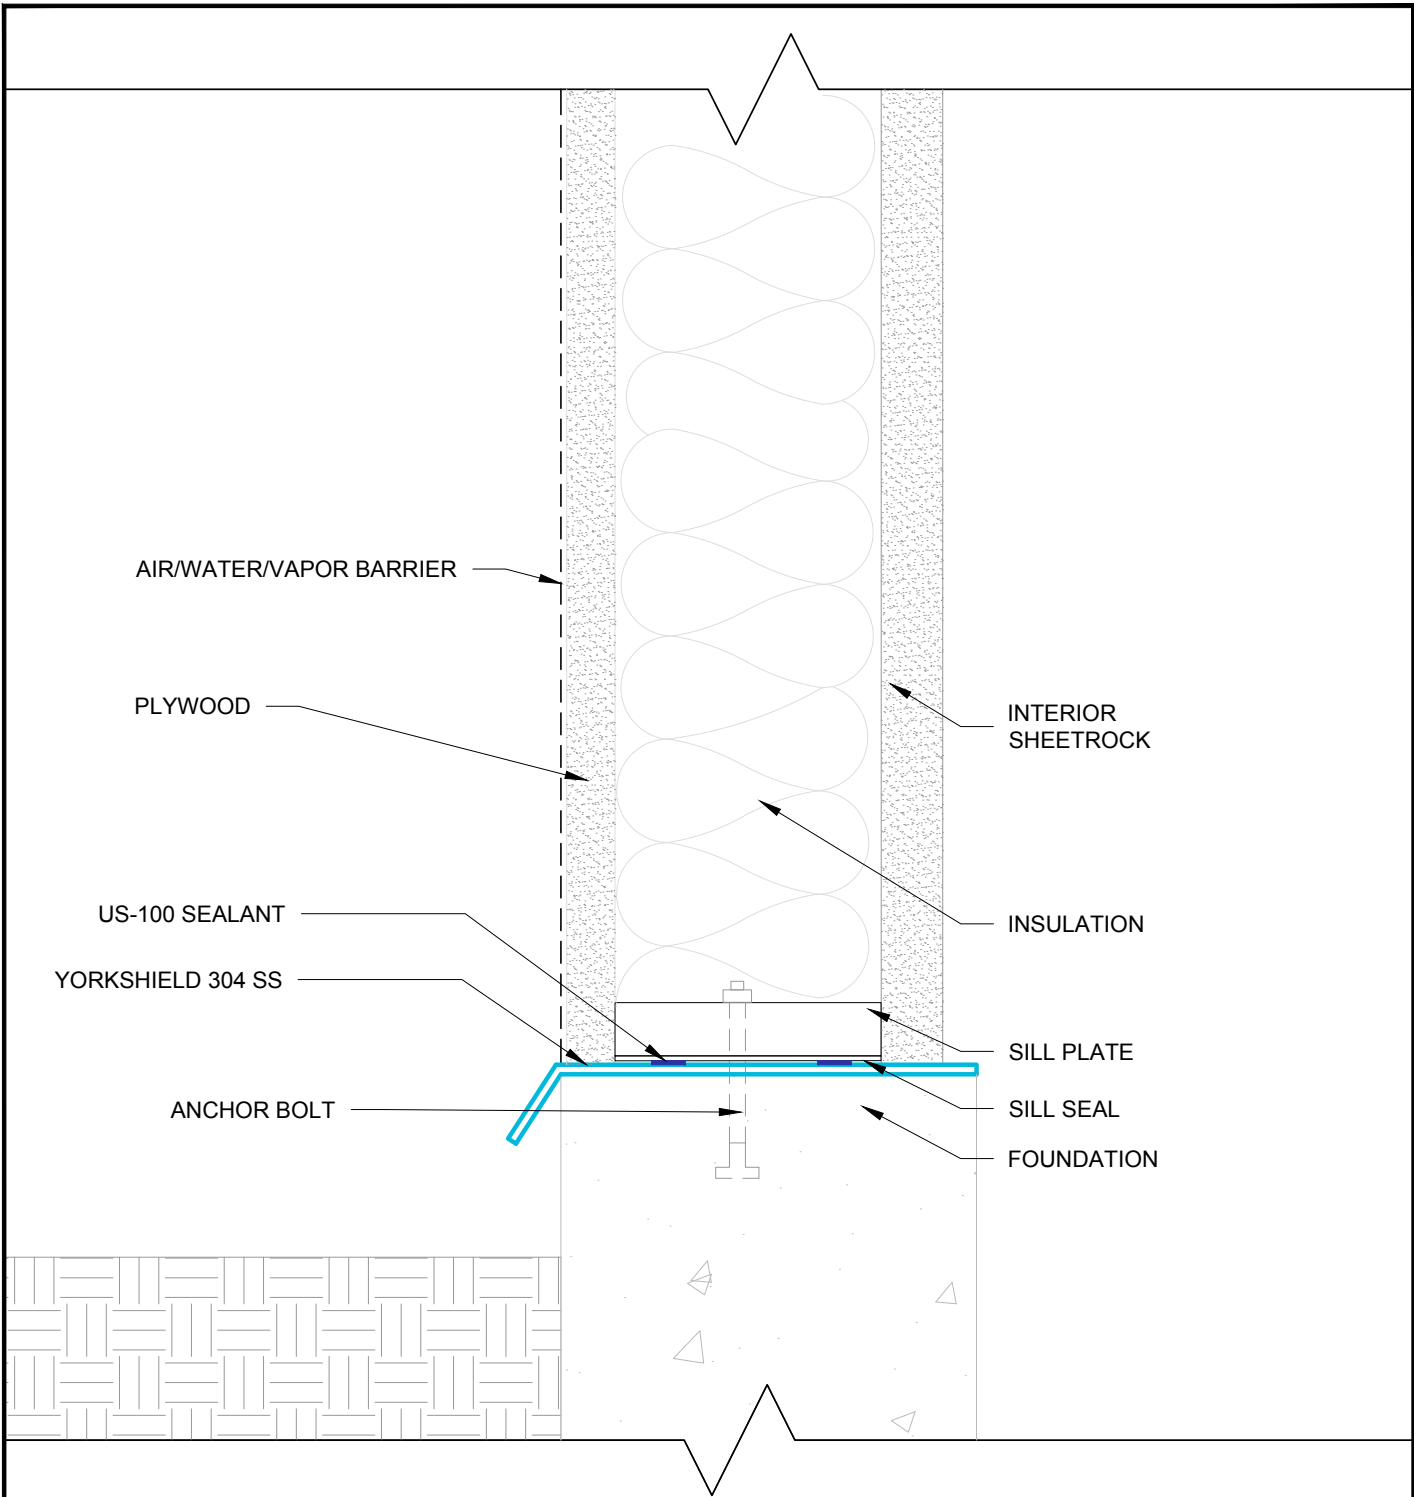 AIR/WATER/VAPOR BARRIER
PLYWOOD
INTERIOR
SHEETROCK
US-100 SEALANT
INSULATION
YORKSHIELD 304 SS
SILL PLATE
ANCHOR BOLT
SILL SEAL
FOUNDATION